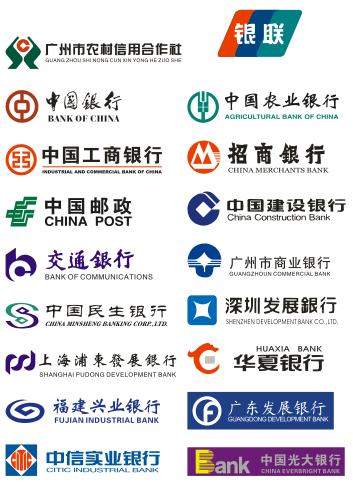 广州市农村信用合作社
GUANG ZHOU SHI NONG CUN XIN YONG HE ZUO SHE
银联
中国銀行
BANK OF CHINA
中国农业银行
AGRICULTURAL BANK OF CHINA
中国工商银行
INDUSTRIAL AND COMMERCIAL BANK OF CHINA
招商银行
CHINA MERCHANTS BANK
中国邮政
CHINA POST
中国建设银行
China Construction Bank
交通銀行
BANK OF COMMUNICATIONS
广州市商业银行
GUANGZHOUN COMMERCIAL BANK
中国民生银行
CHINA MINSHENG BANKING CORP., LTD.
深圳发展銀行
SHENZHEN DEVELOPMENT BANK CO., LTD.
上海浦東發展銀行
SHANGHAI PUDONG DEVELOPMENT BANK
HUAXIA BANK
华夏银行
福建兴业银行
FUJIAN INDUSTRIAL BANK
广东发展银行
GUANGDONG DEVELOPMENT BANK
CITIC
中信实业银行
CITIC INDUSTRIAL BANK
Bank
中国光大银行
CHINA EVERBRIGHT BANK